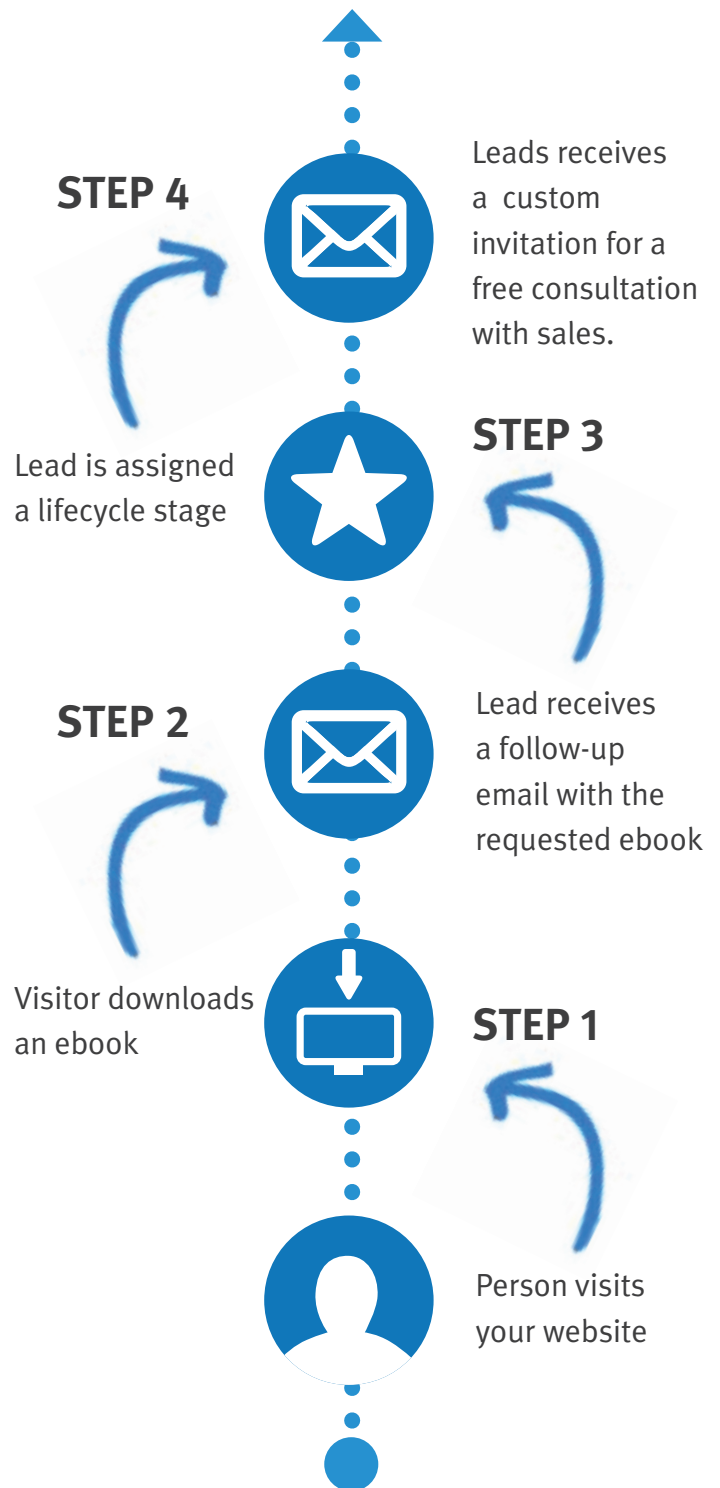 STEP 4
Leads receives
a custom
invitation for a
free consultation
with sales.
Lead is assigned
a lifecycle stage
STEP 3
STEP 2
Lead receives
a follow-up
email with the
requested ebook
Visitor downloads
an ebook
STEP 1
Person visits
your website